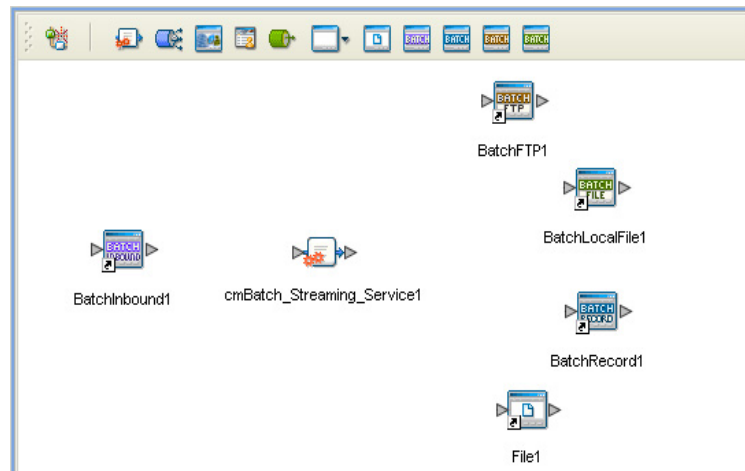 BATCH BATCH BATCH BATCH
BATCH
FTP
BatchFTP1
BATCH
FILE
BatchLocalFile1
BATCH
INBOUND
BatchInbound1
cmBatch_Streaming_Service1
BATCH
RECORD
BatchRecord1
File1